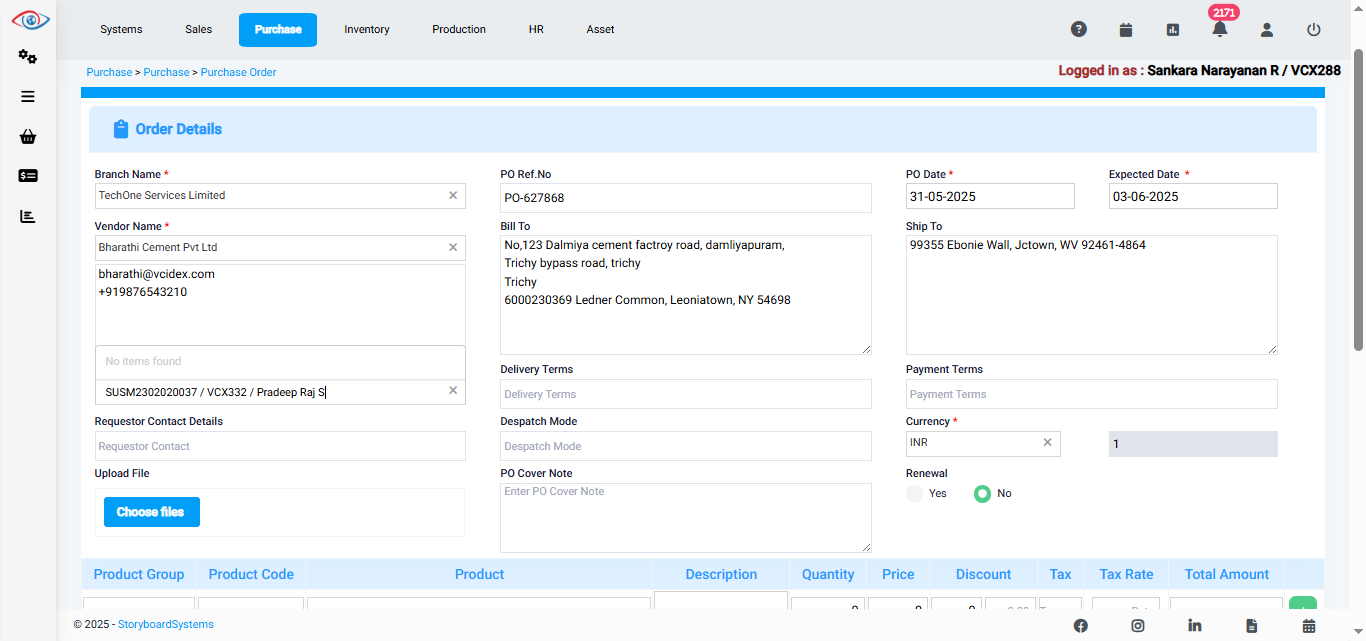 Systems
Sales
Purchase
Inventory
Production
HR
Asset
2171
Purchase > Purchase > Purchase Order
Logged in as : Sankara Narayanan R / VCX288
Order Details
Branch Name *
TechOne Services Limited
PO Ref.No
PO-627868
PO Date *
31-05-2025
Expected Date *
03-06-2025
Vendor Name *
Bharathi Cement Pvt Ltd
bharathi@vcidex.com
+919876543210
Bill To
No,123 Dalmiya cement factroy road, damliyapuram,
Trichy bypass road, trichy
Trichy
6000230369 Ledner Common, Leoniatown, NY 54698
Ship To
99355 Ebonie Wall, Jctown, WV 92461-4864
No items found
SUSM2302020037 / VCX332 / Pradeep Raj S
Delivery Terms
Delivery Terms
Payment Terms
Payment Terms
Requestor Contact Details
Requestor Contact
Despatch Mode
Despatch Mode
Currency *
INR
1
Upload File
Choose files
PO Cover Note
Enter PO Cover Note
Renewal
Yes
No
Product Group
Product Code
Product
Description
Quantity
Price
Discount
Tax
Tax Rate
Total Amount
© 2025 - StoryboardSystems